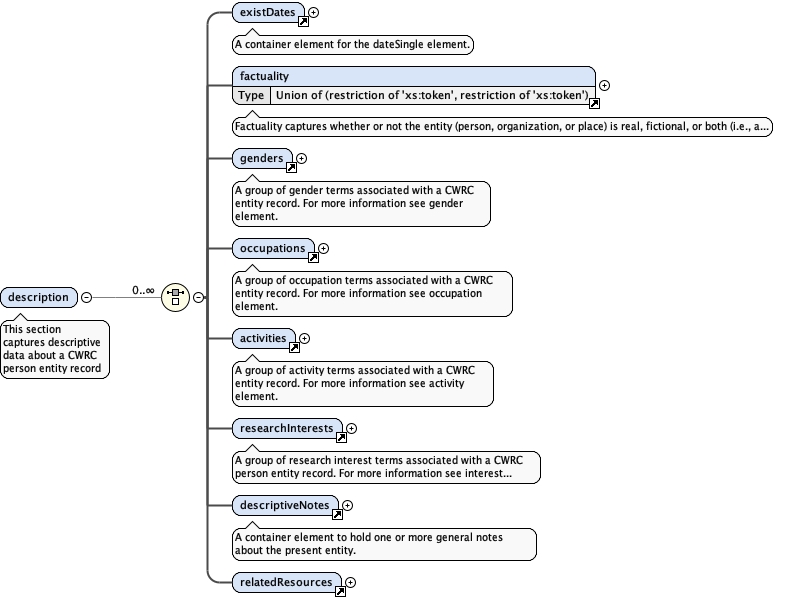 existDates
A container element for the dateSingle element.
factuality
Type Union of (restriction of 'xs:token', restriction of 'xs:token')
Factuality captures whether or not the entity (person, organization, or place) is real, fictional, or both (i.e., a...
genders
A group of gender terms associated with a CWRC
entity record. For more information see gender
element.
occupations
A group of occupation terms associated with a CWRC
entity record. For more information see occupation
element.
description
0..∞
This section
captures descriptive
data about a CWRC
person entity record
activities
A group of activity terms associated with a CWRC
entity record. For more information see activity
element.
researchInterests
A group of research interest terms associated with a CWRC
person entity record. For more information see interest...
descriptiveNotes
A container element to hold one or more general notes
about the present entity.
relatedResources